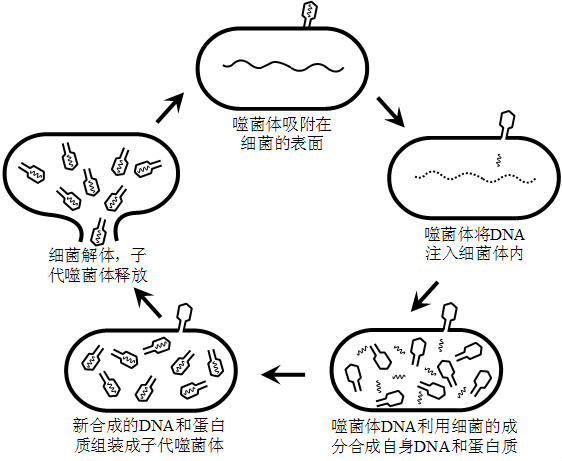 噬菌体吸附在
细菌的表面
噬菌体将DNA
注入细菌体内
噬菌体DNA利用细菌的成
分合成自身DNA和蛋白质
新合成的DNA和蛋白
质组装成子代噬菌体
细菌解体，子
代噬菌体释放